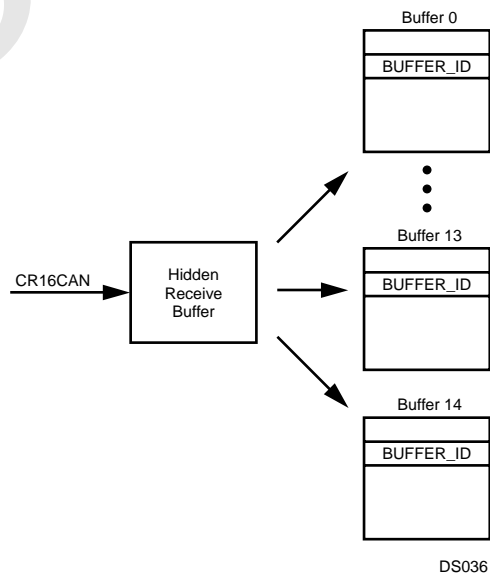 Buffer 0
BUFFER_ID
Buffer 13
CR16CAN
Hidden
Receive
Buffer
BUFFER_ID
Buffer 14
BUFFER_ID
DS036